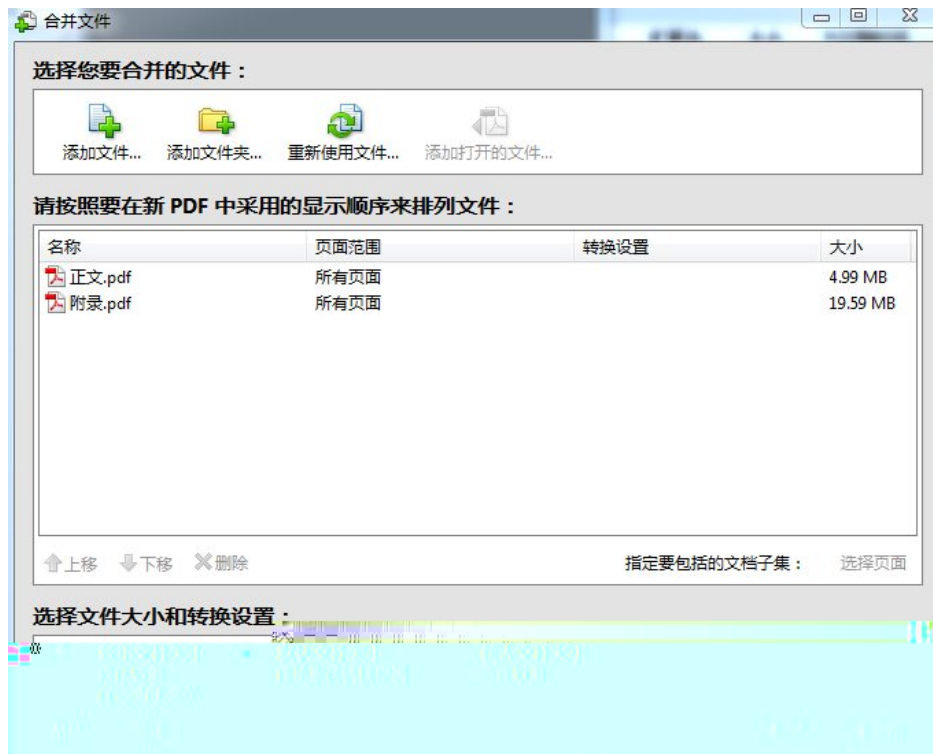 合并文件
选择您要合并的文件：
添加文件... 添加文件夹... 重新使用文件... 添加打开的文件...
请按照要在新 PDF 中采用的显示顺序来排列文件：
名称 页面范围 转换设置 大小
正文.pdf 所有页面 4.99 MB
附录.pdf 所有页面 19.59 MB
上移 下移 删除 指定要包括的文档子集： 选择页面
选择文件大小和转换设置：